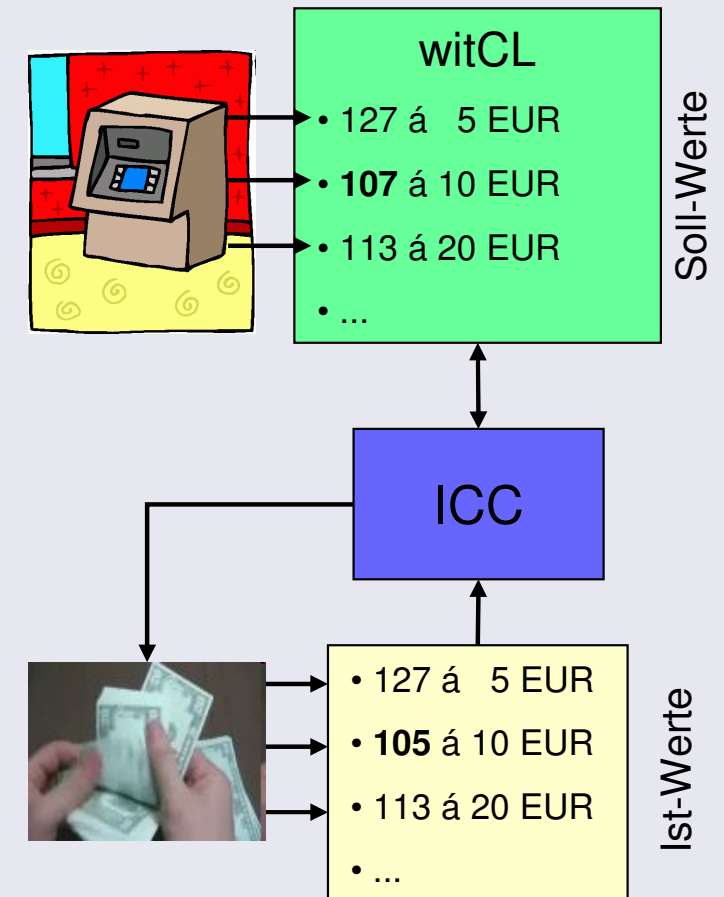 witCL
• 127 á 5 EUR
• 107 á 10 EUR
• 113 á 20 EUR
• ...
Soll-Werte
ICC
• 127 á 5 EUR
• 105 á 10 EUR
• 113 á 20 EUR
• ...
Ist-Werte